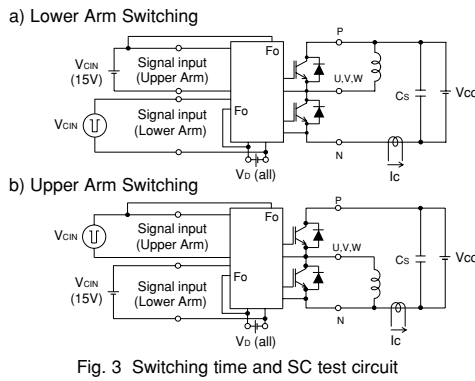 a) Lower Arm Switching
P
Fo
VCIN
(15V)
Signal input
(Upper Arm)
U,V,W
CS
Vcc
VCIN
Signal input
(Lower Arm)
Fo
N
VD (all)
Ic
b) Upper Arm Switching
P
Fo
VCIN
Signal input
(Upper Arm)
U,V,W
CS
Vcc
VCIN
(15V)
Signal input
(Lower Arm)
Fo
N
VD (all)
Ic
Fig. 3 Switching time and SC test circuit